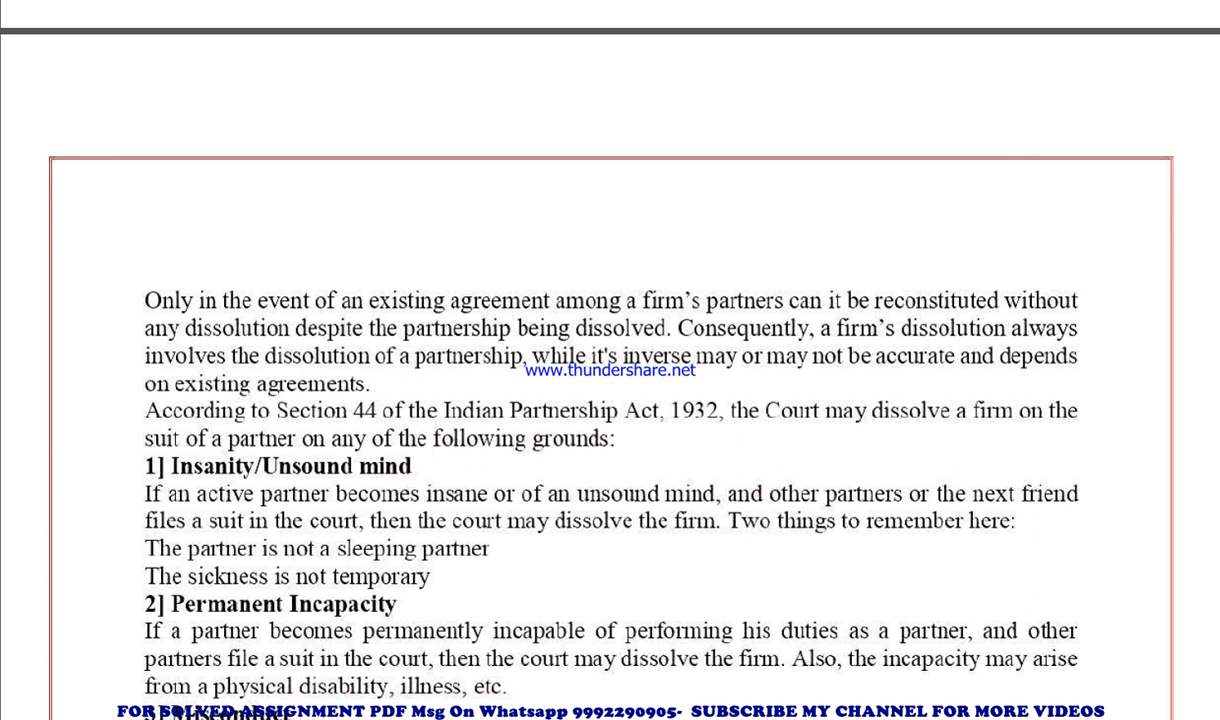 Only in the event of an existing agreement among a firm’s partners can it be reconstituted without
any dissolution despite the partnership being dissolved. Consequently, a firm’s dissolution always
involves the dissolution of a partnership, while it's inverse may or may not be accurate and depends
www.thundershare.net
on existing agreements.
According to Section 44 of the Indian Partnership Act, 1932, the Court may dissolve a firm on the
suit of a partner on any of the following grounds:
1] Insanity/Unsound mind
If an active partner becomes insane or of an unsound mind, and other partners or the next friend
files a suit in the court, then the court may dissolve the firm. Two things to remember here:
The partner is not a sleeping partner
The sickness is not temporary
2] Permanent Incapacity
If a partner becomes permanently incapable of performing his duties as a partner, and other
partners file a suit in the court, then the court may dissolve the firm. Also, the incapacity may arise
from a physical disability, illness, etc.
FOR SOLVED ASSIGNMENT PDF Msg On Whatsapp 9992290905- SUBSCRIBE MY CHANNEL FOR MORE VIDEOS